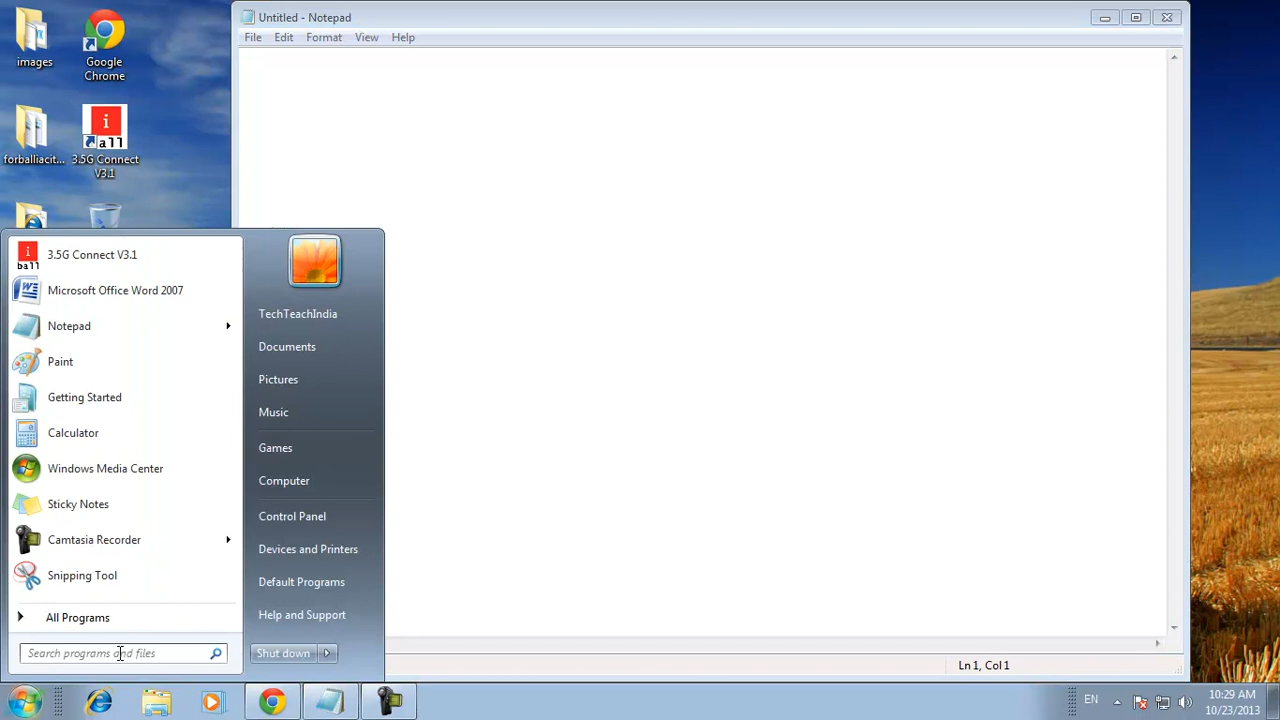 Untitled - Notepad
File Edit Format View Help
images
Google
Chrome
forballiacit...
i
all
3.5G Connect
V3.1
i
ball
3.5G Connect V3.1
Microsoft Office Word 2007
Notepad
Paint
Getting Started
Calculator
Windows Media Center
Sticky Notes
Camtasia Recorder
Snipping Tool
All Programs
Search programs and files
TechTeachIndia
Documents
Pictures
Music
Games
Computer
Control Panel
Devices and Printers
Default Programs
Help and Support
Shut down
Ln 1, Col 1
EN
10:29 AM
10/23/2013